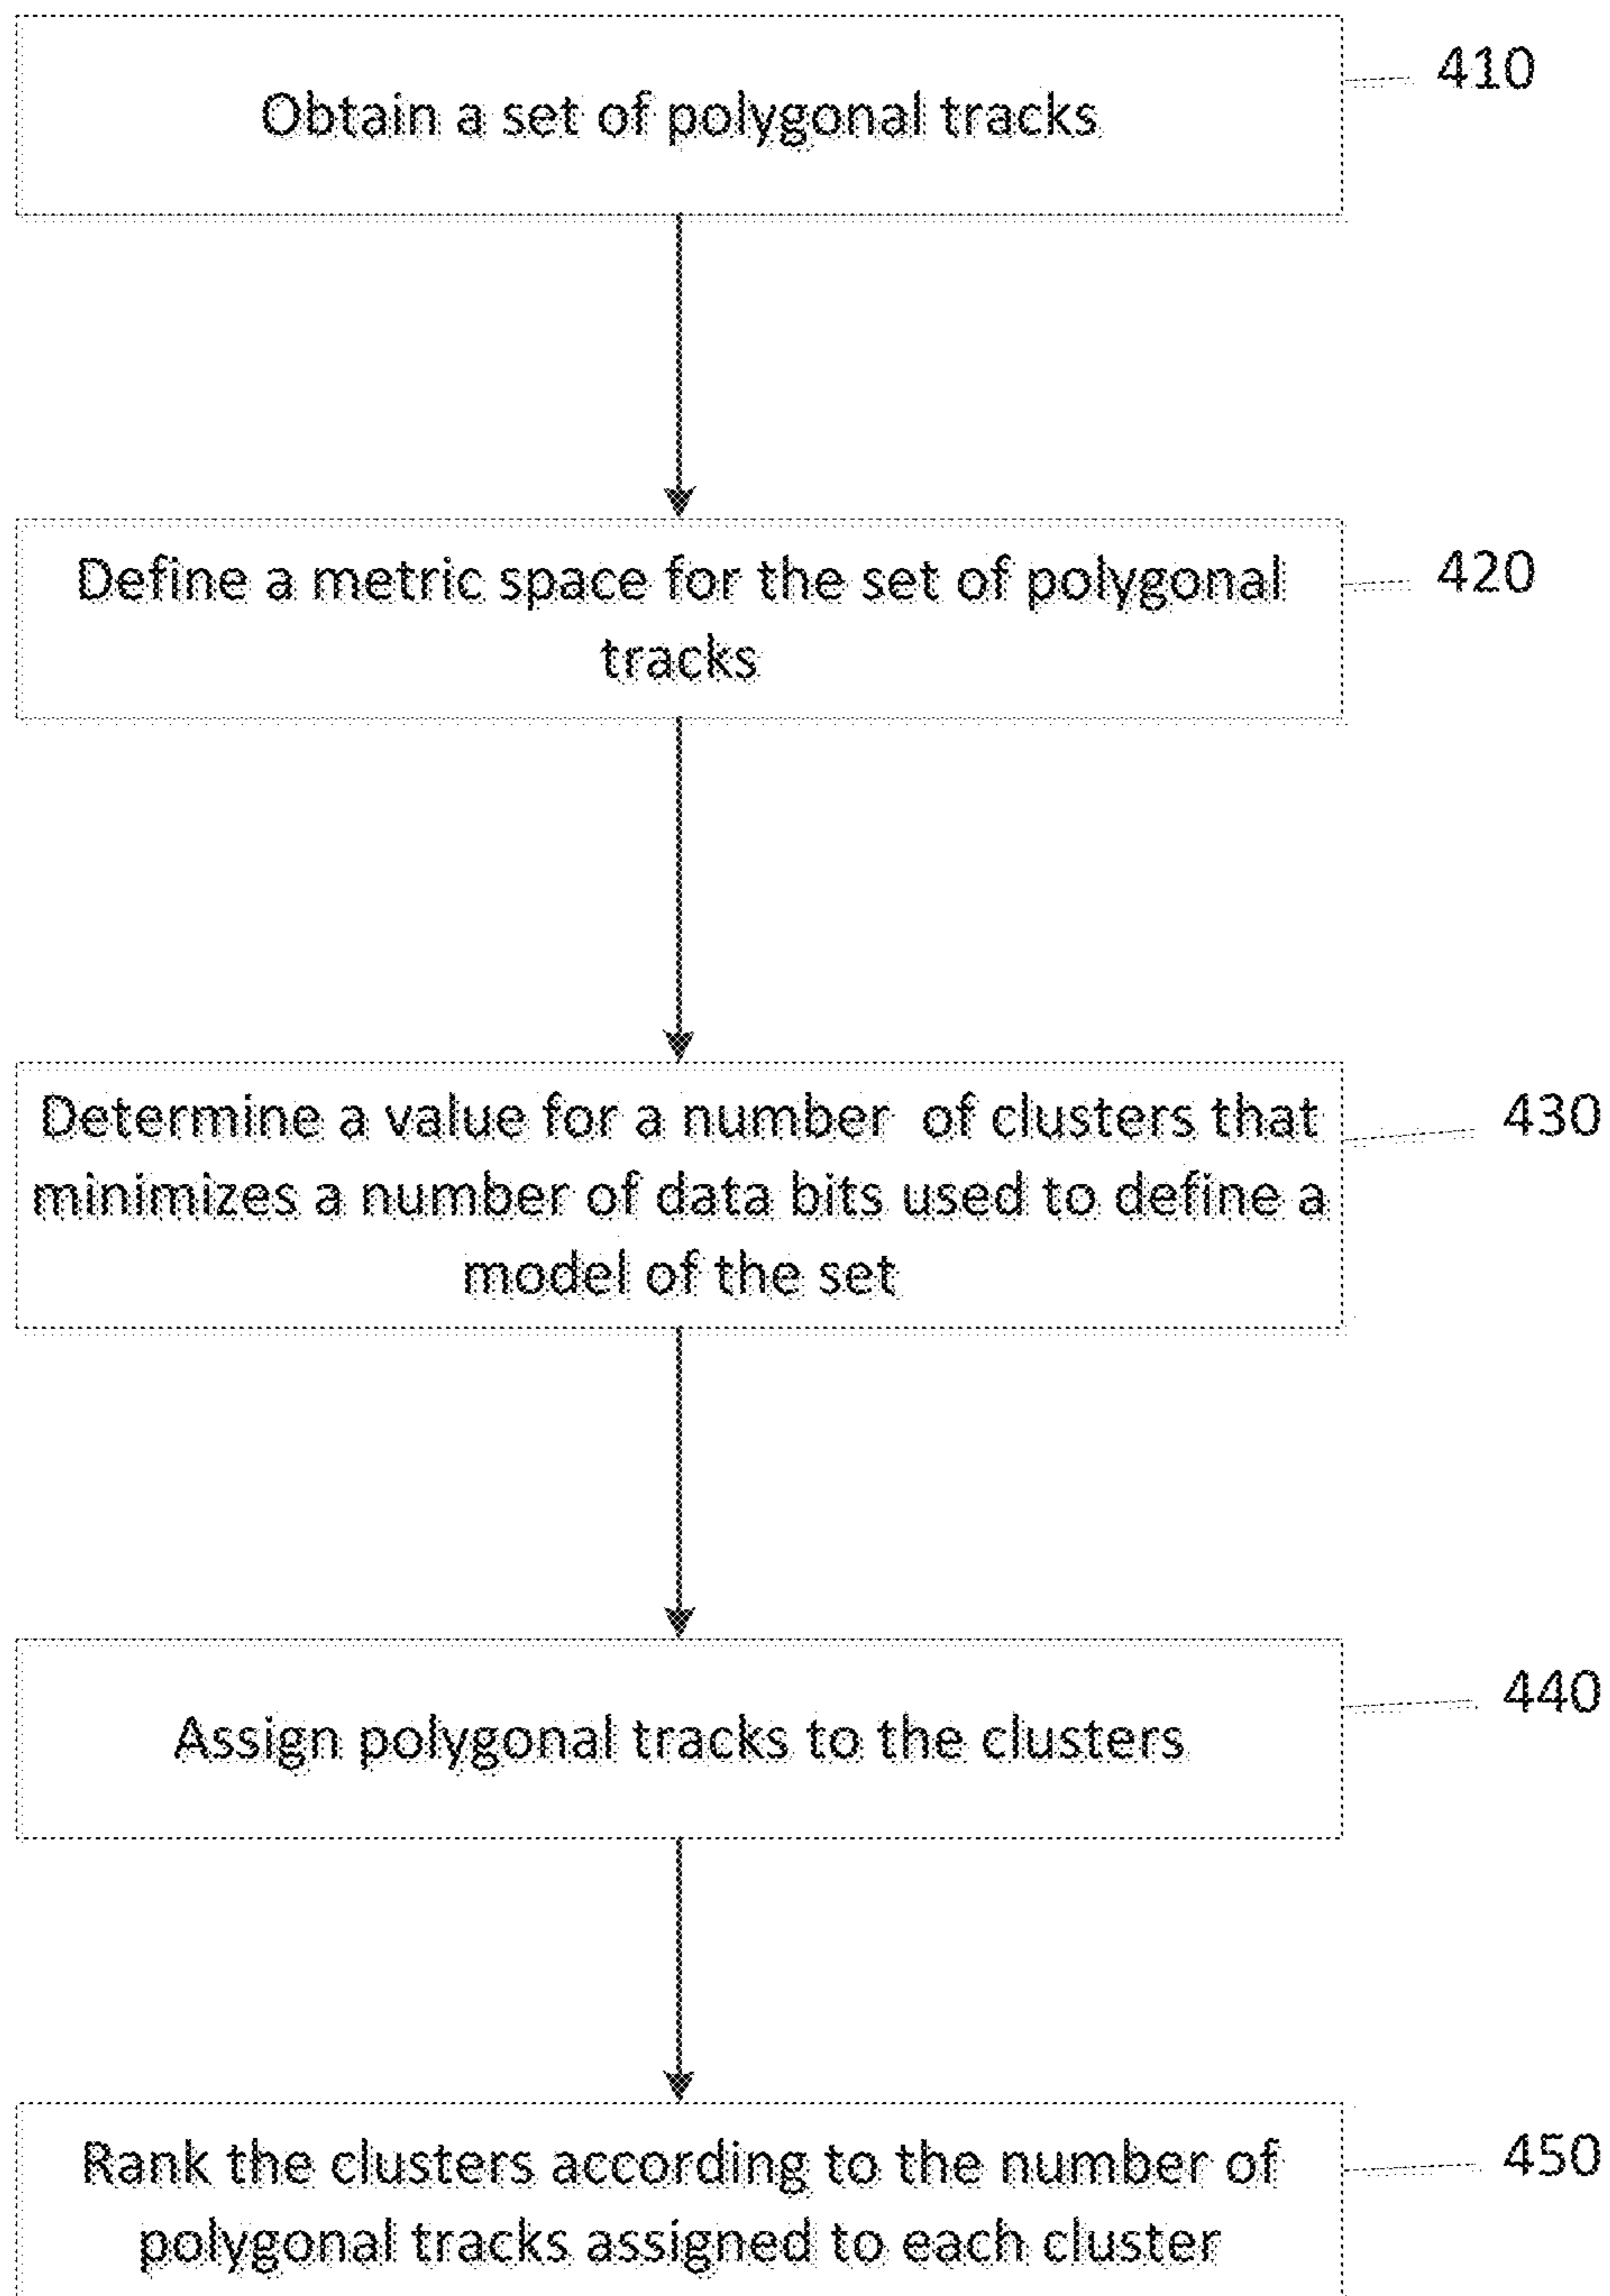 410
Obtain a set of polygonal tracks
420
Define a metric space for the set of polygonal
tracks
430
Determine a value for a number of clusters that
minimizes a number of data bits used to define a
model of the set
440
Assign polygonal tracks to the clusters
450
Rank the clusters according to the number of
polygonal tracks assigned to each cluster